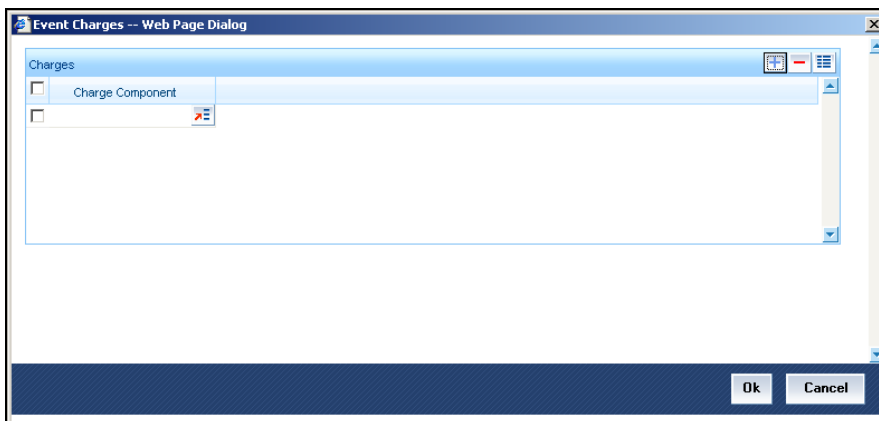 Event Charges -- Web Page Dialog
Charges
Charge Component
Ok
Cancel